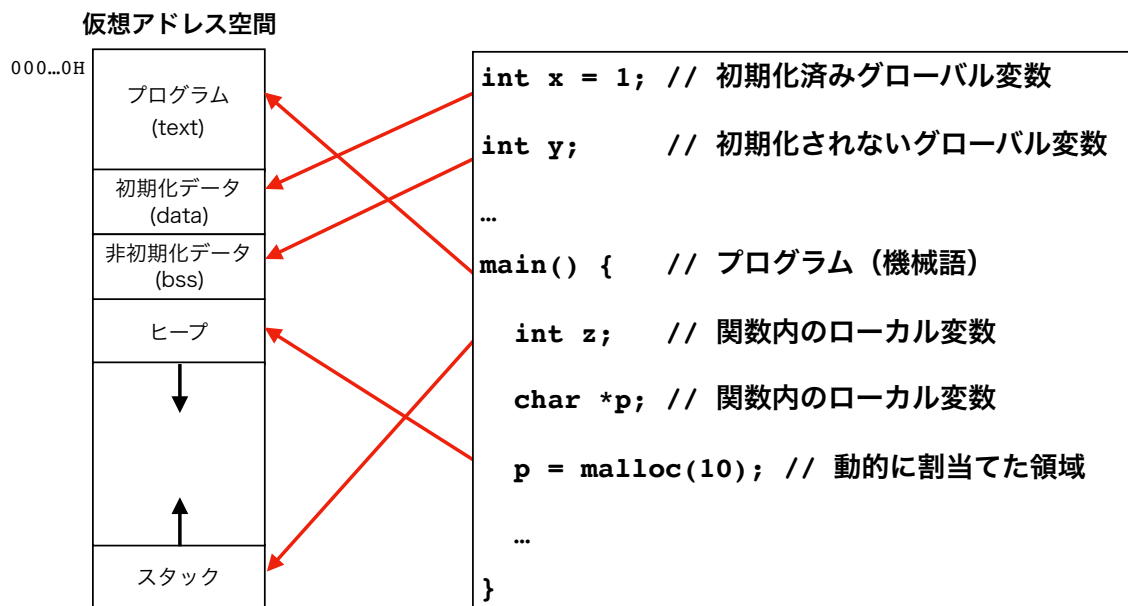 仮想アドレス空間
000…0H
プログラム
(text)
初期化データ
(data)
非初期化データ
(bss)
ヒープ
スタック
int x = 1; // 初期化済みグローバル変数
int y; // 初期化されないグローバル変数
…
main() { // プログラム（機械語）
int z; // 関数内のローカル変数
char *p; // 関数内のローカル変数
p = malloc(10); // 動的に割当てた領域
…
}